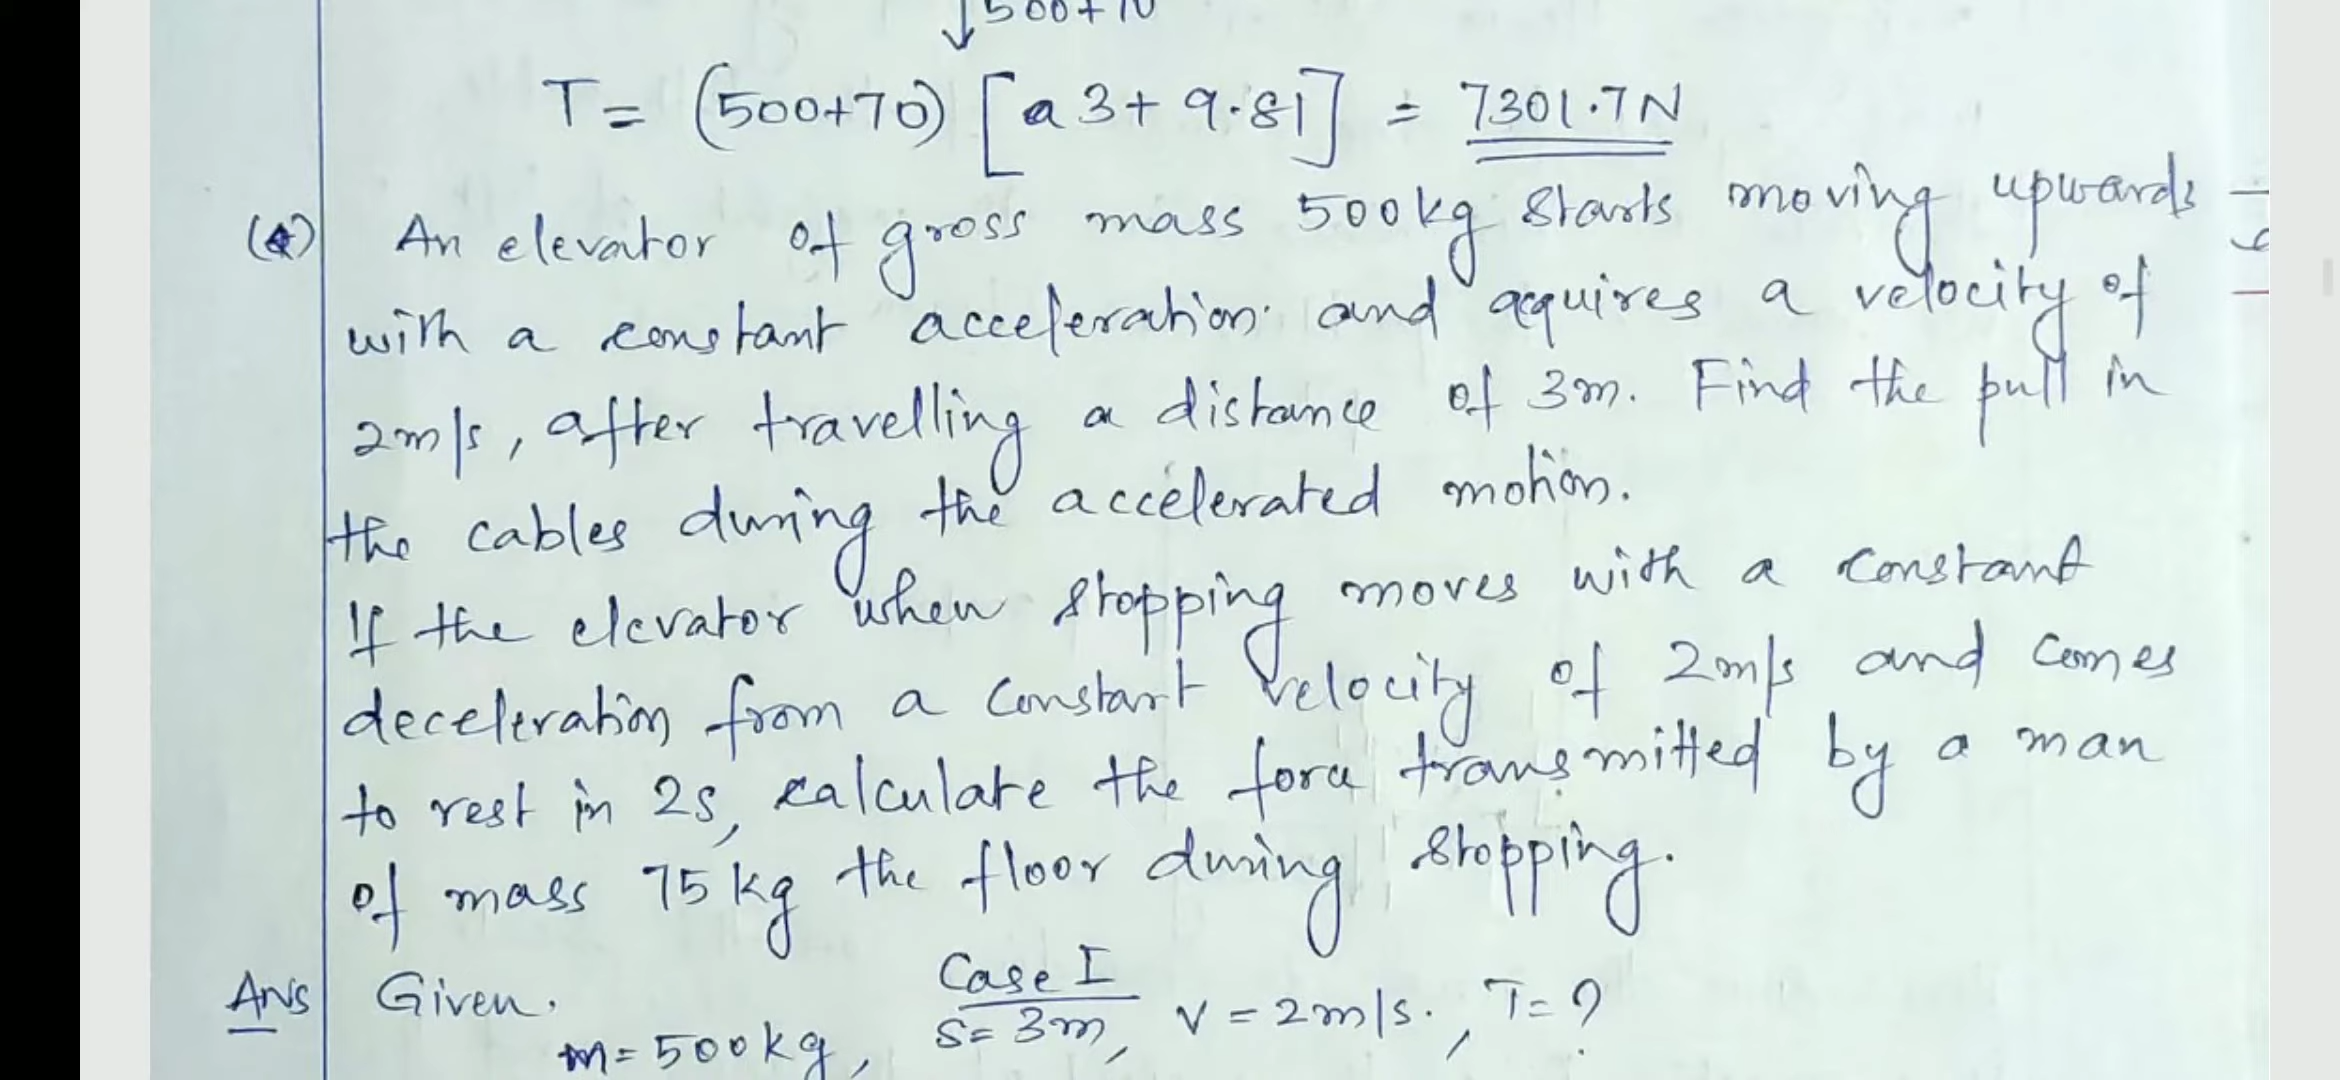 500+70
T = (500+70) [a 3 + 9.81] = 7301.7N
(Q) An elevator of gross mass 500kg starts moving upwards
with a constant acceleration and acquires a velocity of
2m/s, after travelling a distance of 3m. Find the pull in
the cables during the accelerated motion.
If the elevator when stopping moves with a constant
deceleration from a constant velocity of 2m/s and comes
to rest in 2s, calculate the force transmitted by a man
of mass 75kg the floor during stopping.
Case I
Ans Given.
m = 500kg, S = 3m, V = 2m/s., T = ?